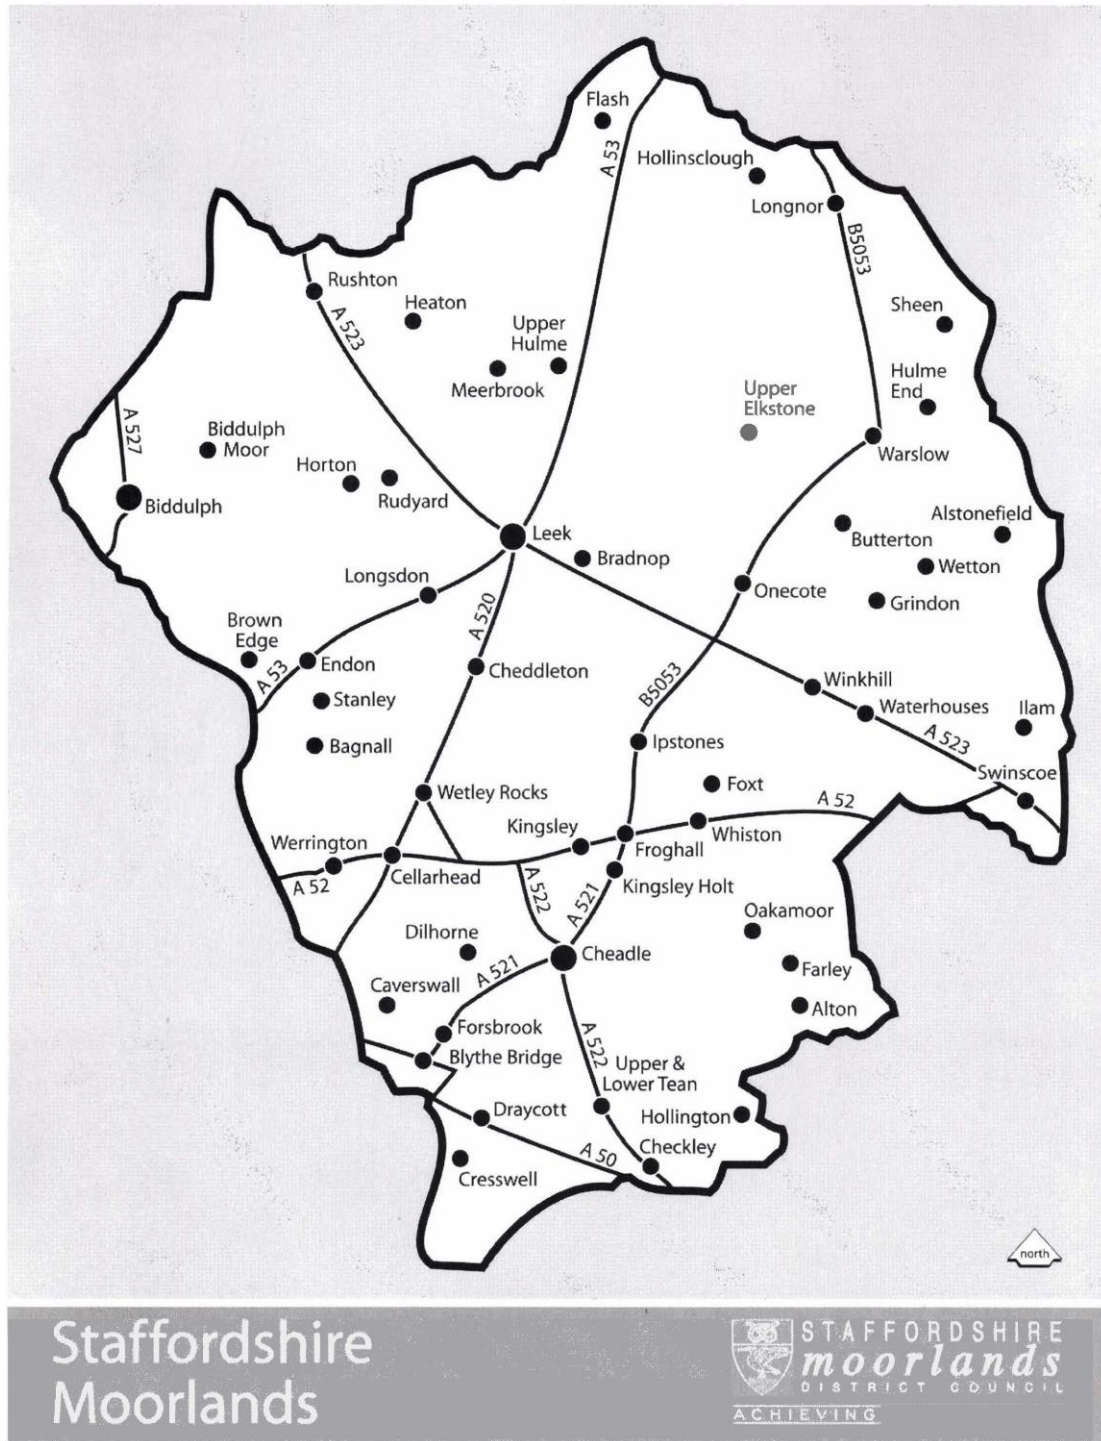 Flash
A 53
Hollinsclough
Longnor
B5053
Rushton
Heaton
A 523
Upper
Hulme
Meerbrook
Sheen
Hulme
End
Upper
Elkstone
A 527
Biddulph
Moor
Horton
Rudyard
Warslow
Biddulph
Leek
Bradnop
Butterton
Alstonefield
Wetton
Longsdon
Onecote
Grindon
A 520
Brown
Edge
Endon
A 53
Cheddleton
Stanley
B5053
Winkhill
Waterhouses
Ilam
Bagnall
Ipstones
A 523
Swinscoe
Wetley Rocks
Foxt
A 52
Kingsley
Whiston
Werrington
Froghall
A 52
Cellarhead
Kingsley Holt
A 522
A 521
Oakamoor
Dilhorne
Cheadle
A 521
Farley
Caverswall
Alton
Forsbrook
Blythe Bridge
A 522
Upper &
Lower Tean
Draycott
Hollington
A 50
Checkley
Cresswell
north
Staffordshire
Moorlands
STAFFORDSHIRE
moorlands
DISTRICT COUNCIL
ACHIEVING